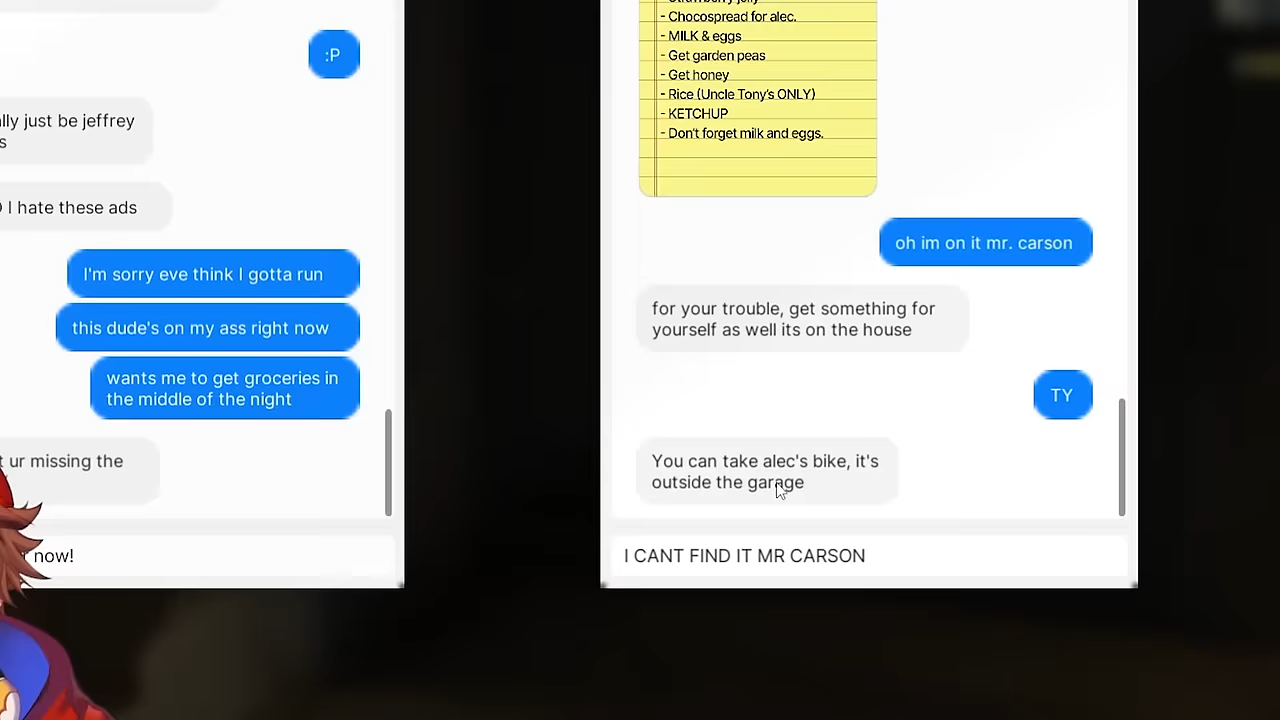 :P
just be jeffrey
I hate these ads
I'm sorry eve think I gotta run
this dude's on my ass right now
wants me to get groceries in
the middle of the night
ur missing the
now!
- Chocospread for alec.
- MILK & eggs
- Get garden peas
- Get honey
- Rice (Uncle Tony's ONLY)
- KETCHUP
- Don't forget milk and eggs.
oh im on it mr. carson
for your trouble, get something for
yourself as well its on the house
TY
You can take alec's bike, it's
outside the garage
I CANT FIND IT MR CARSON